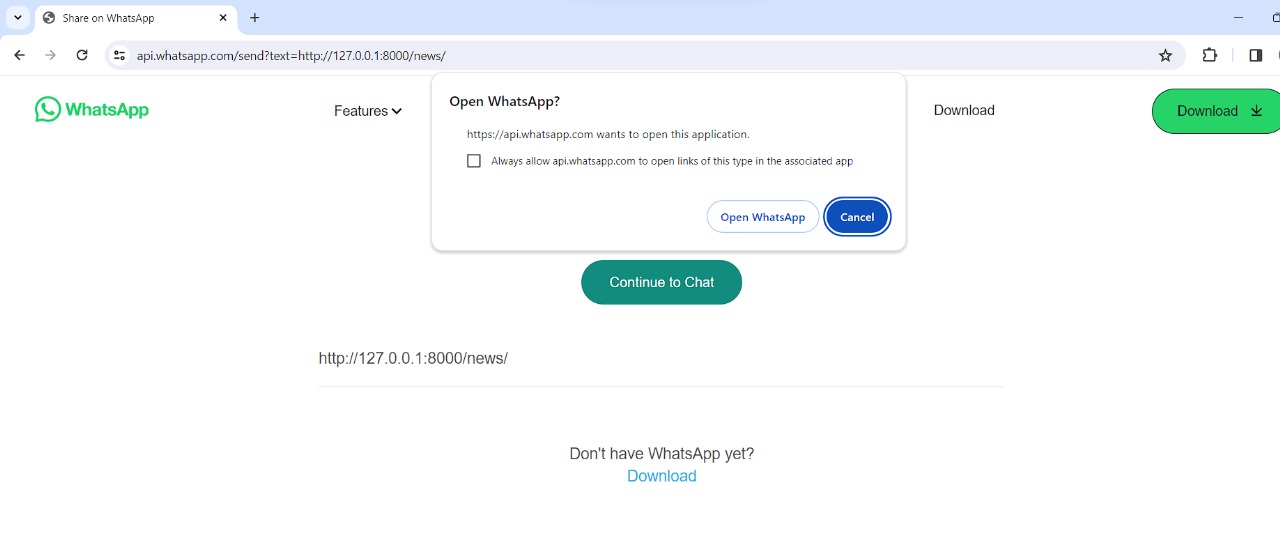 Share on WhatsApp
api.whatsapp.com/send?text=http://127.0.0.1:8000/news/
WhatsApp
Features
Download
Download
Open WhatsApp?
https://api.whatsapp.com wants to open this application.
Always allow api.whatsapp.com to open links of this type in the associated app
Open WhatsApp Cancel
Continue to Chat
http://127.0.0.1:8000/news/
Don't have WhatsApp yet?
Download